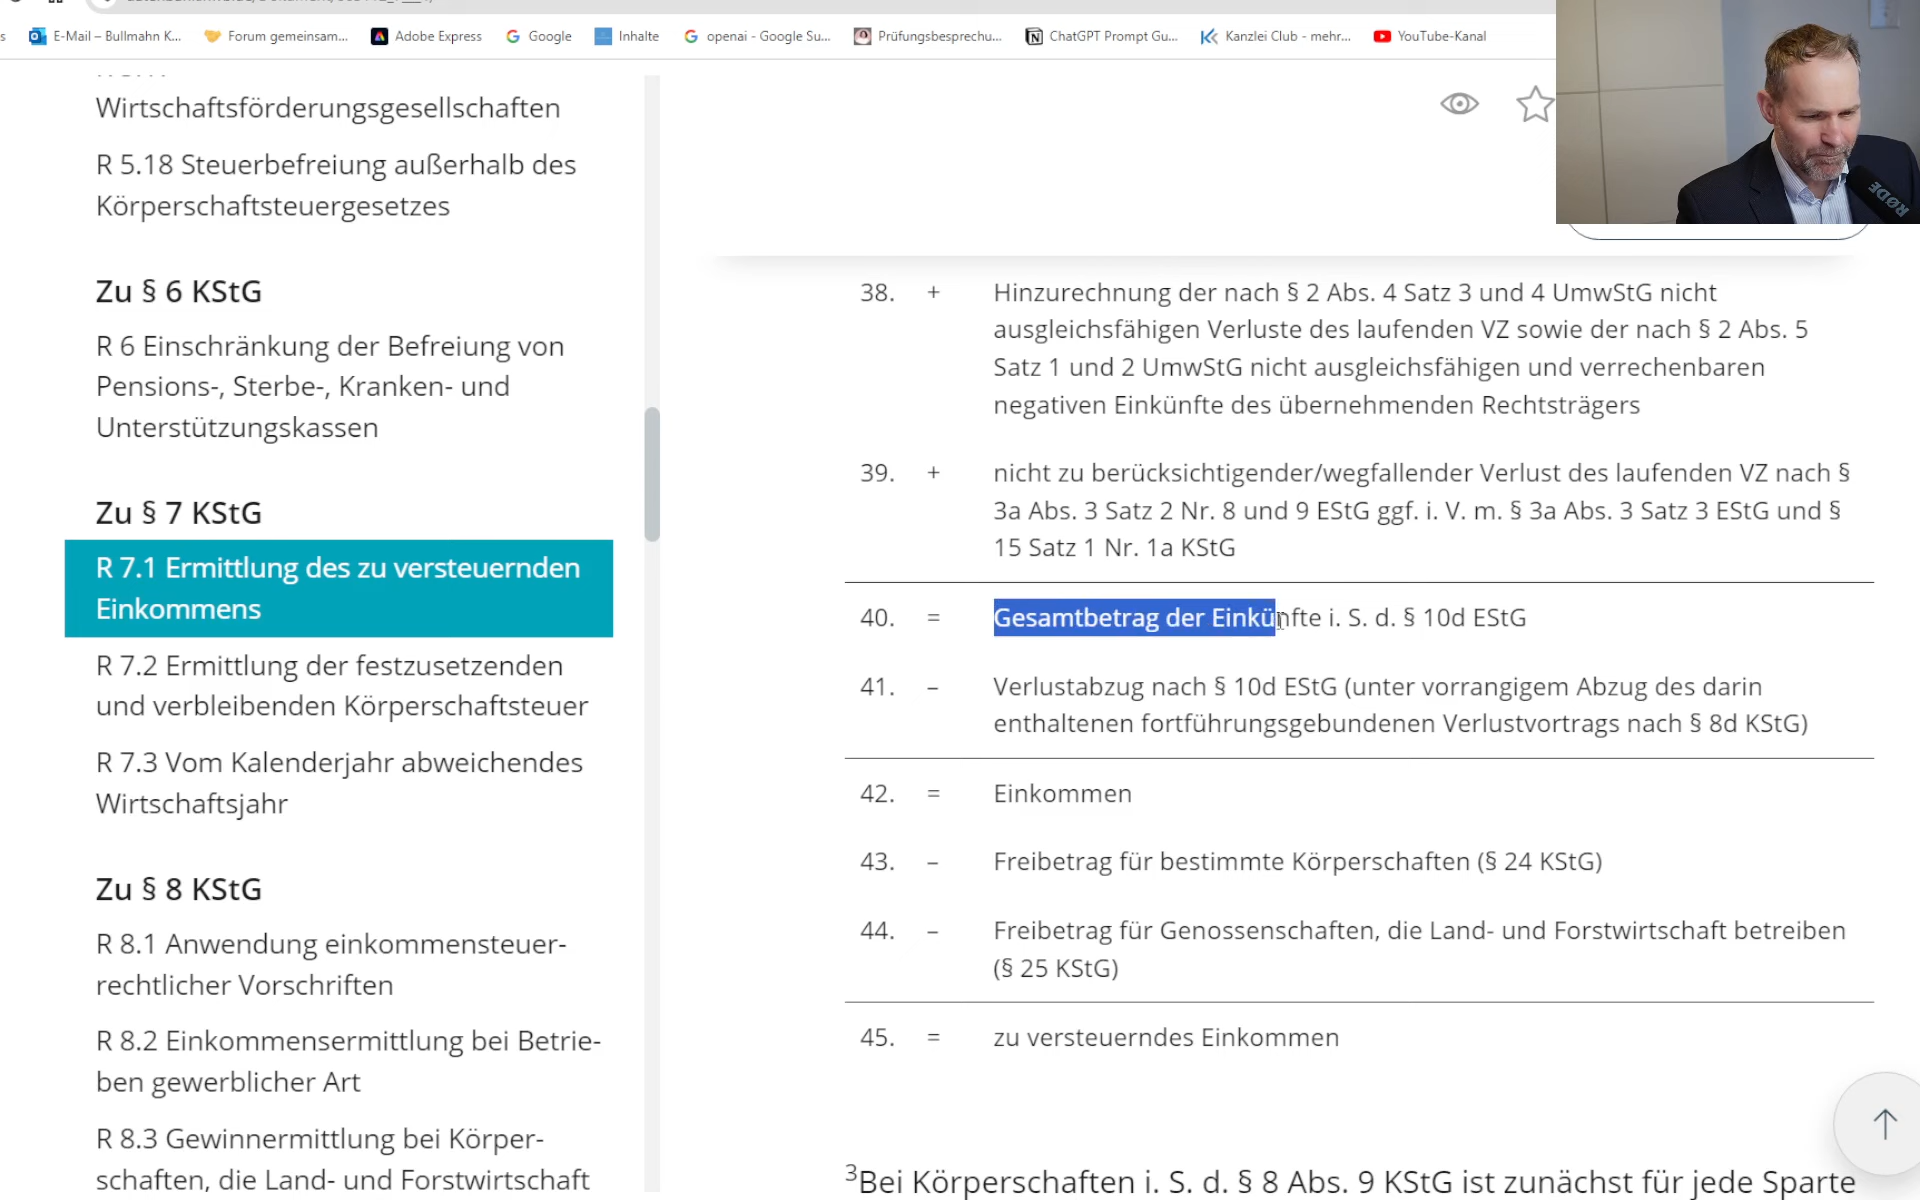 E-Mail – Bullmahn K...
Forum gemeinsam...
Adobe Express
Google
Inhalte
openai - Google Su...
Prüfungsbesprechu...
ChatGPT Prompt Gu...
Kanzlei Club - mehr...
YouTube-Kanal
Wirtschaftsförderungsgesellschaften
R 5.18 Steuerbefreiung außerhalb des
Körperschaftsteuergesetzes
Zu § 6 KStG
R 6 Einschränkung der Befreiung von
Pensions-, Sterbe-, Kranken- und
Unterstützungskassen
Zu § 7 KStG
R 7.1 Ermittlung des zu versteuernden
Einkommens
R 7.2 Ermittlung der festzusetzenden
und verbleibenden Körperschaftsteuer
R 7.3 Vom Kalenderjahr abweichendes
Wirtschaftsjahr
Zu § 8 KStG
R 8.1 Anwendung einkommensteuer-
rechtlicher Vorschriften
R 8.2 Einkommensermittlung bei Betrie-
ben gewerblicher Art
R 8.3 Gewinnermittlung bei Körper-
schaften, die Land- und Forstwirtschaft
38. + Hinzurechnung der nach § 2 Abs. 4 Satz 3 und 4 UmwStG nicht
ausgleichsfähigen Verluste des laufenden VZ sowie der nach § 2 Abs. 5
Satz 1 und 2 UmwStG nicht ausgleichsfähigen und verrechenbaren
negativen Einkünfte des übernehmenden Rechtsträgers
39. + nicht zu berücksichtigender/wegfallender Verlust des laufenden VZ nach §
3a Abs. 3 Satz 2 Nr. 8 und 9 EStG ggf. i. V. m. § 3a Abs. 3 Satz 3 EStG und §
15 Satz 1 Nr. 1a KStG
40. = Gesamtbetrag der Einkünfte i. S. d. § 10d EStG
41. – Verlustabzug nach § 10d EStG (unter vorrangigem Abzug des darin
enthaltenen fortführungsgebundenen Verlustvortrags nach § 8d KStG)
42. = Einkommen
43. – Freibetrag für bestimmte Körperschaften (§ 24 KStG)
44. – Freibetrag für Genossenschaften, die Land- und Forstwirtschaft betreiben
(§ 25 KStG)
45. = zu versteuerndes Einkommen
3Bei Körperschaften i. S. d. § 8 Abs. 9 KStG ist zunächst für jede Sparte
RØDE